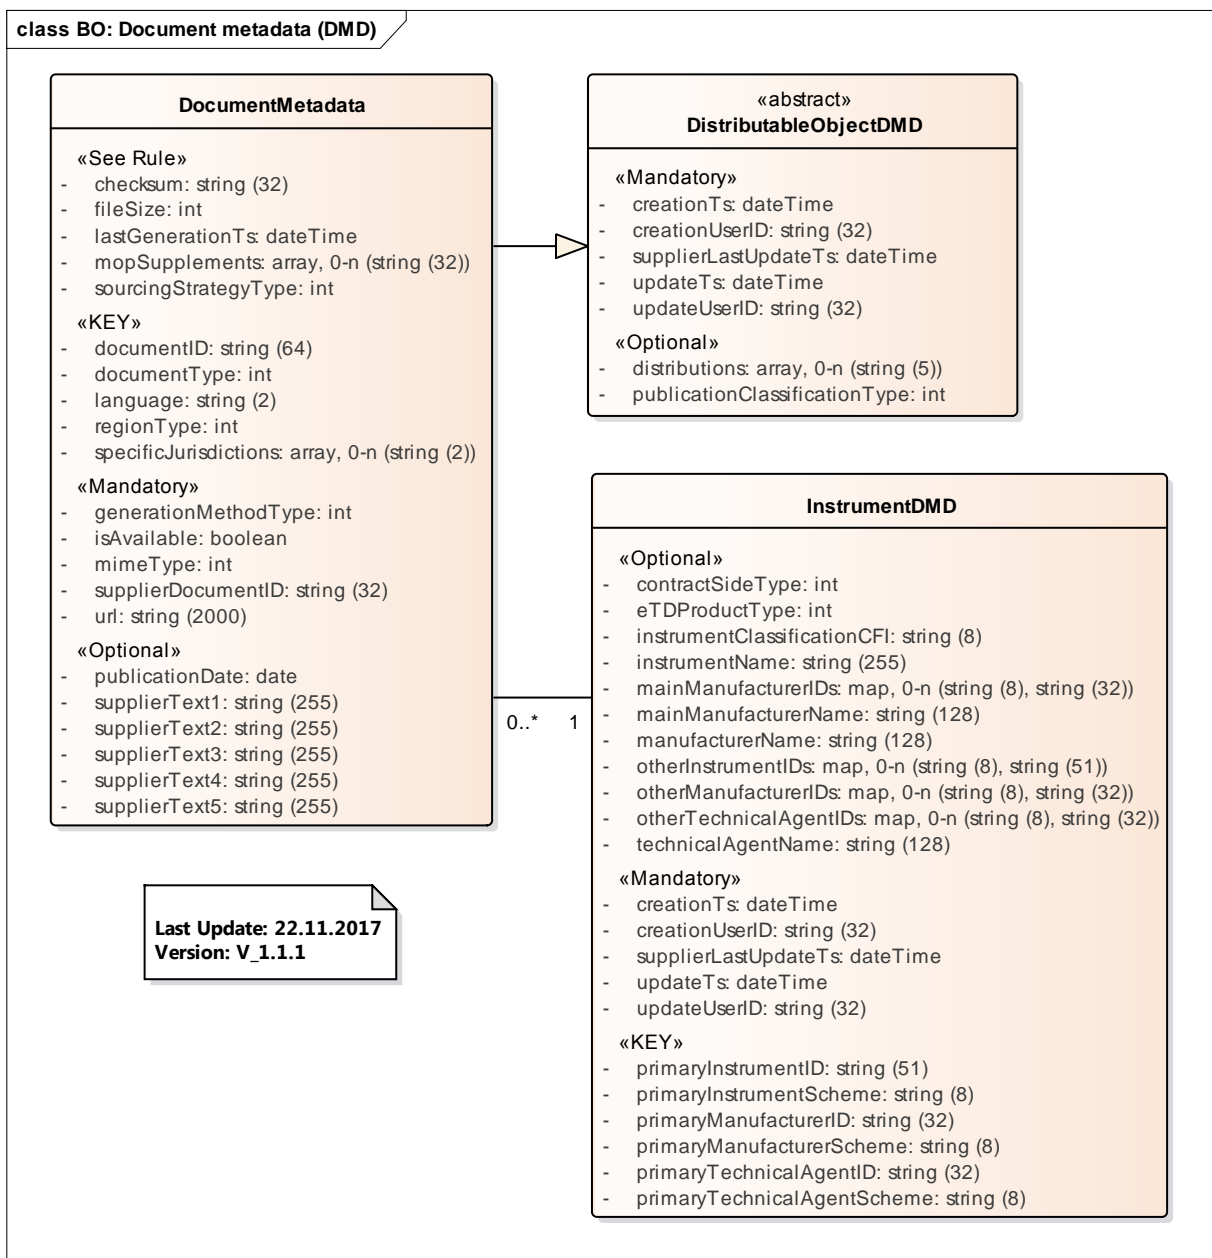 class BO: Document metadata (DMD)
DocumentMetadata
«See Rule»
- checksum: string (32)
- fileSize: int
- lastGenerationTs: dateTime
- mopSupplements: array, 0-n (string (32))
- sourcingStrategyType: int
«KEY»
- documentID: string (64)
- documentType: int
- language: string (2)
- regionType: int
- specificJurisdictions: array, 0-n (string (2))
«Mandatory»
- generationMethodType: int
- isAvailable: boolean
- mimeType: int
- supplierDocumentID: string (32)
- url: string (2000)
«Optional»
- publicationDate: date
- supplierText1: string (255)
- supplierText2: string (255)
- supplierText3: string (255)
- supplierText4: string (255)
- supplierText5: string (255)
«abstract»
DistributableObjectDMD
«Mandatory»
- creationTs: dateTime
- creationUserID: string (32)
- supplierLastUpdateTs: dateTime
- updateTs: dateTime
- updateUserID: string (32)
«Optional»
- distributions: array, 0-n (string (5))
- publicationClassificationType: int
0..* 1
InstrumentDMD
«Optional»
- contractSideType: int
- eTDProductType: int
- instrumentClassificationCFI: string (8)
- instrumentName: string (255)
- mainManufacturerIDs: map, 0-n (string (8), string (32))
- mainManufacturerName: string (128)
- manufacturerName: string (128)
- otherInstrumentIDs: map, 0-n (string (8), string (51))
- otherManufacturerIDs: map, 0-n (string (8), string (32))
- otherTechnicalAgentIDs: map, 0-n (string (8), string (32))
- technicalAgentName: string (128)
«Mandatory»
- creationTs: dateTime
- creationUserID: string (32)
- supplierLastUpdateTs: dateTime
- updateTs: dateTime
- updateUserID: string (32)
«KEY»
- primaryInstrumentID: string (51)
- primaryInstrumentScheme: string (8)
- primaryManufacturerID: string (32)
- primaryManufacturerScheme: string (8)
- primaryTechnicalAgentID: string (32)
- primaryTechnicalAgentScheme: string (8)
Last Update: 22.11.2017
Version: V_1.1.1